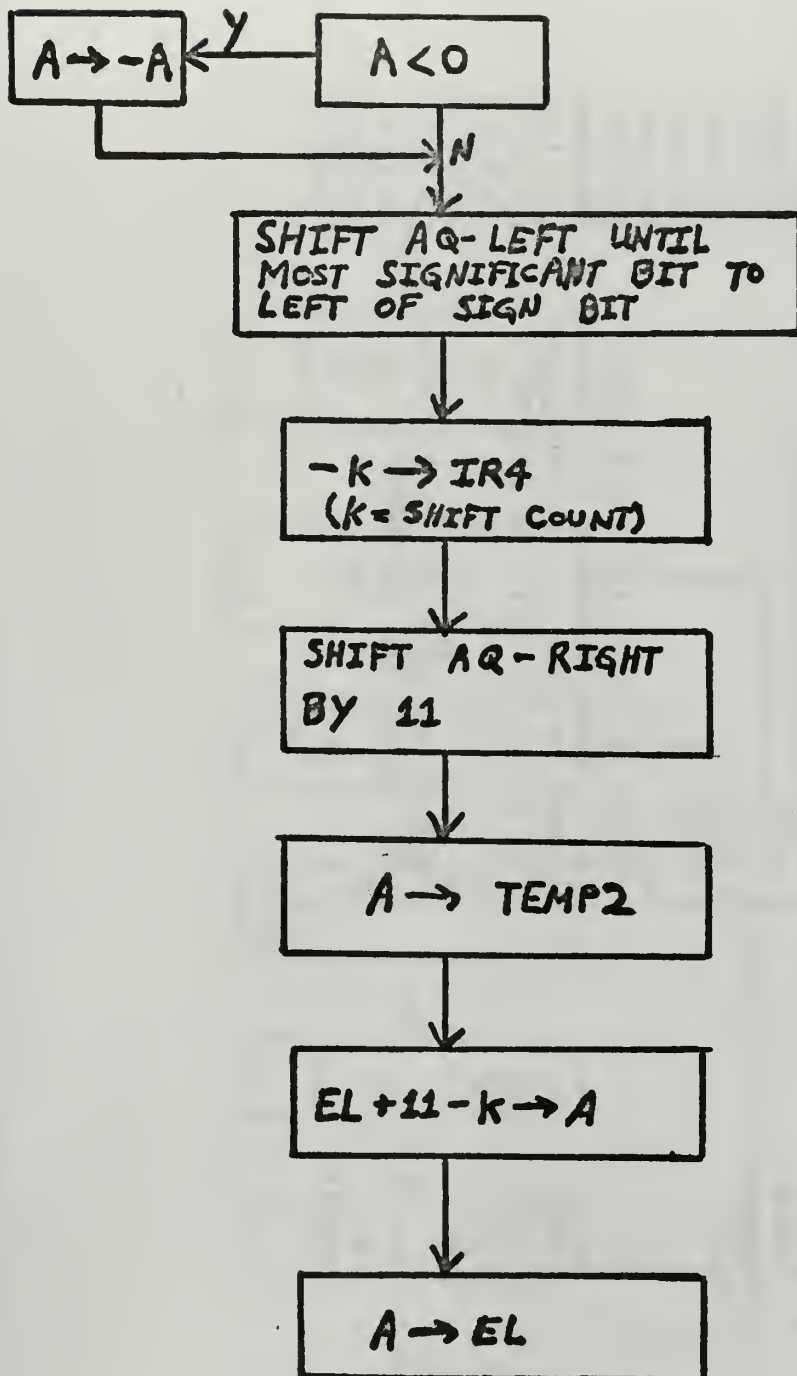 A → -A
Y
A < 0
N
SHIFT AQ-LEFT UNTIL
MOST SIGNIFICANT BIT TO
LEFT OF SIGN BIT
-K → IR4
(K = SHIFT COUNT)
SHIFT AQ-RIGHT
BY 11
A → TEMP2
EL + 11 - K → A
A → EL